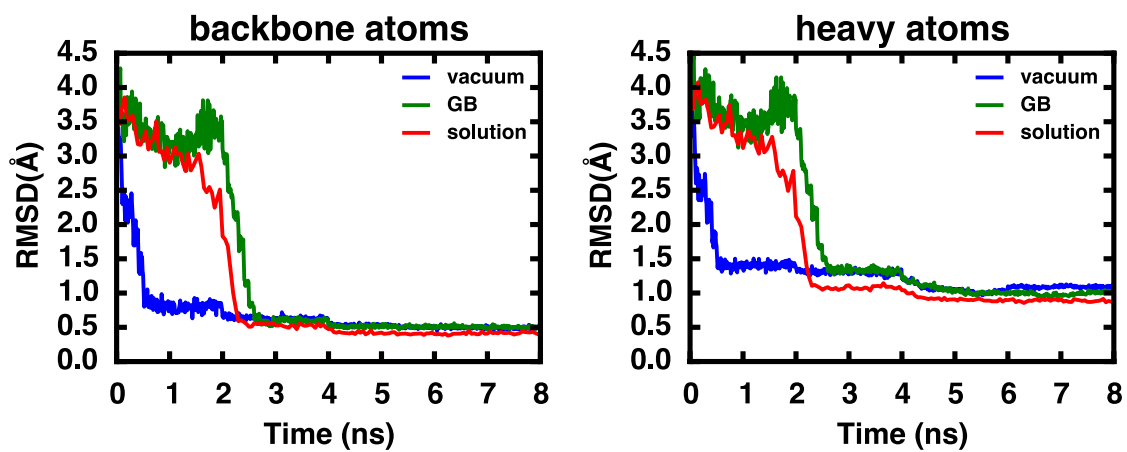 backbone atoms
4.5
4.0
3.5
3.0
2.5
2.0
1.5
1.0
0.5
0.0
RMSD(Å)
vacuum
GB
solution
0 1 2 3 4 5 6 7 8
Time (ns)
heavy atoms
4.5
4.0
3.5
3.0
2.5
2.0
1.5
1.0
0.5
0.0
RMSD(Å)
vacuum
GB
solution
0 1 2 3 4 5 6 7 8
Time (ns)